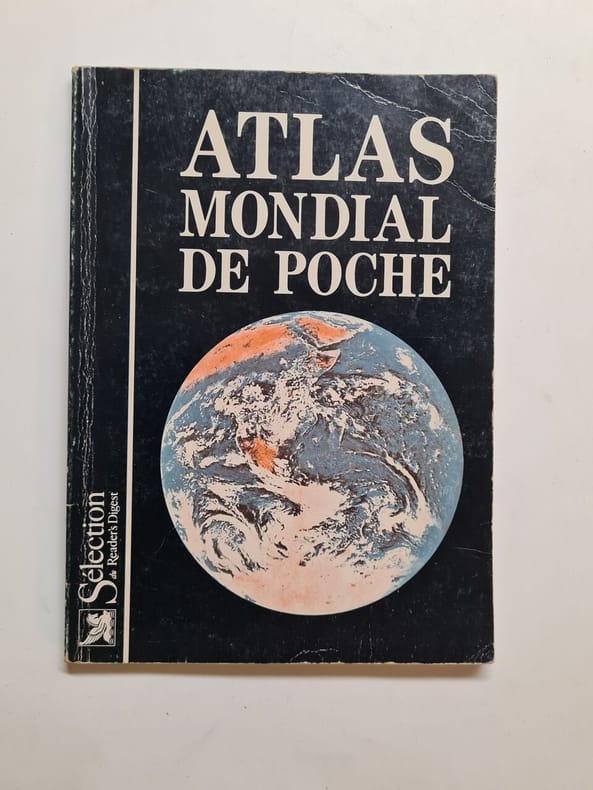 ATLAS
MONDIAL
DE POCHE
Sélection
du Reader's Digest